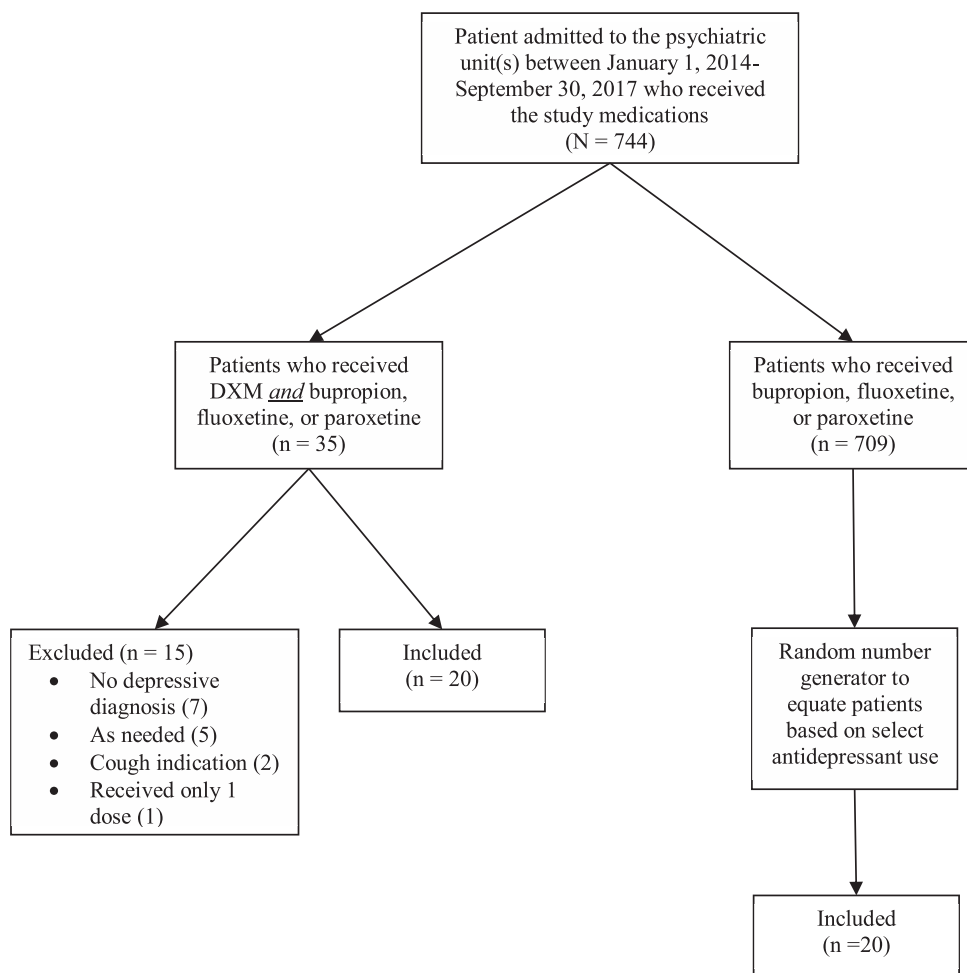 Patient admitted to the psychiatric
unit(s) between January 1, 2014-
September 30, 2017 who received
the study medications
(N = 744)
Patients who received
DXM and bupropion,
fluoxetine, or paroxetine
(n = 35)
Patients who received
bupropion, fluoxetine,
or paroxetine
(n = 709)
Excluded (n = 15)
• No depressive
diagnosis (7)
• As needed (5)
• Cough indication (2)
• Received only 1
dose (1)
Included
(n = 20)
Random number
generator to
equate patients
based on select
antidepressant use
Included
(n =20)